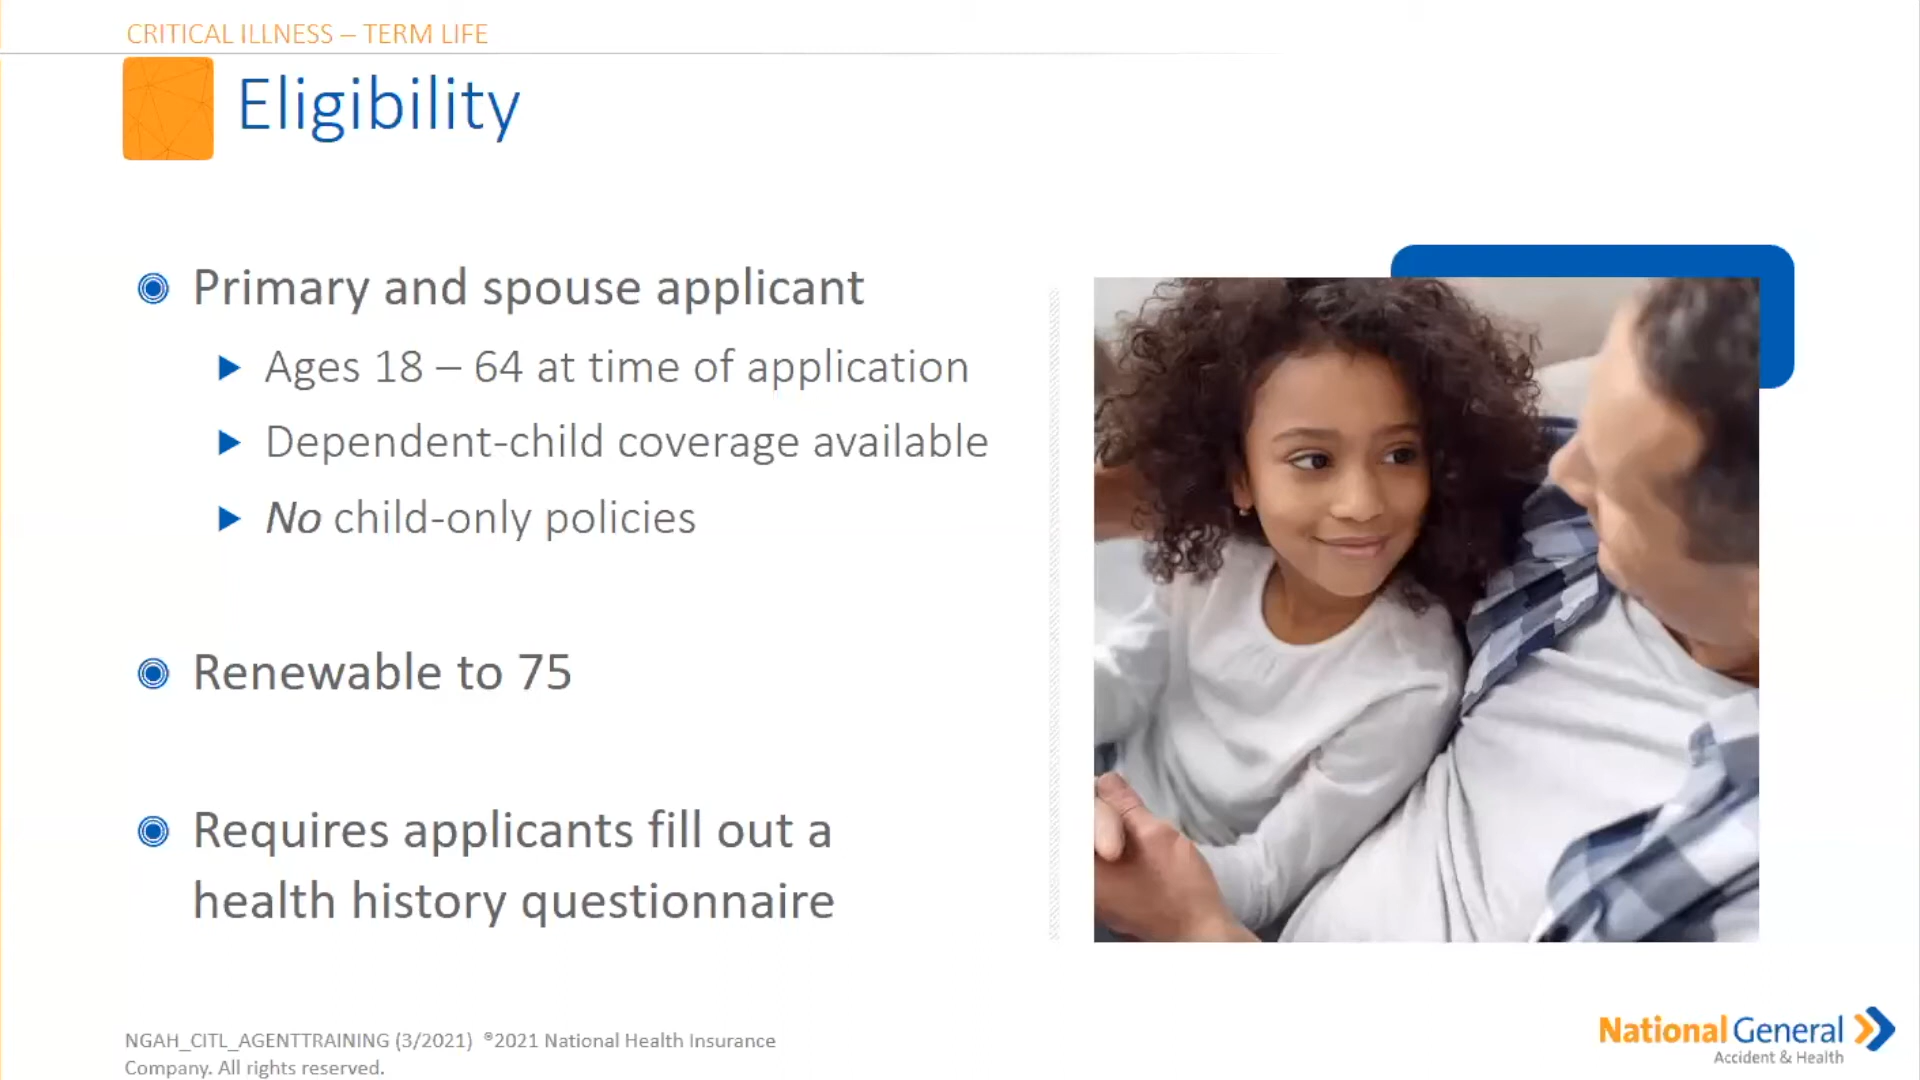 CRITICAL ILLNESS – TERM LIFE
Eligibility
Primary and spouse applicant
Ages 18 – 64 at time of application
Dependent-child coverage available
No child-only policies
Renewable to 75
Requires applicants fill out a
health history questionnaire
NGAH_CITL_AGENTTRAINING (3/2021) ©2021 National Health Insurance
Company. All rights reserved.
National General
Accident & Health